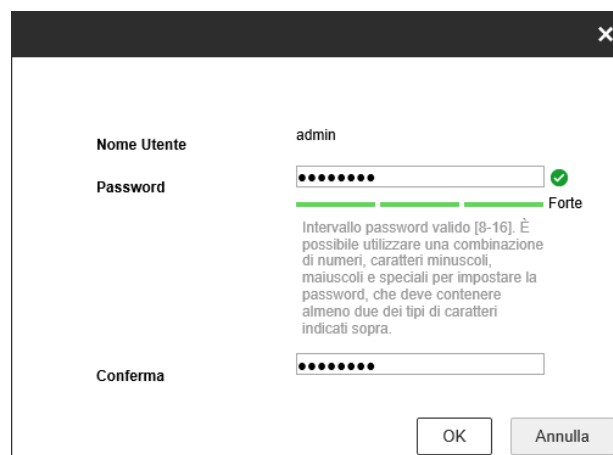 Nome Utente admin
Password ●●●●●●●●
Forte
Intervallo password valido [8-16]. È
possibile utilizzare una combinazione
di numeri, caratteri minuscoli,
maiuscoli e speciali per impostare la
password, che deve contenere
almeno due dei tipi di caratteri
indicati sopra.
Conferma ●●●●●●●●
OK Annulla